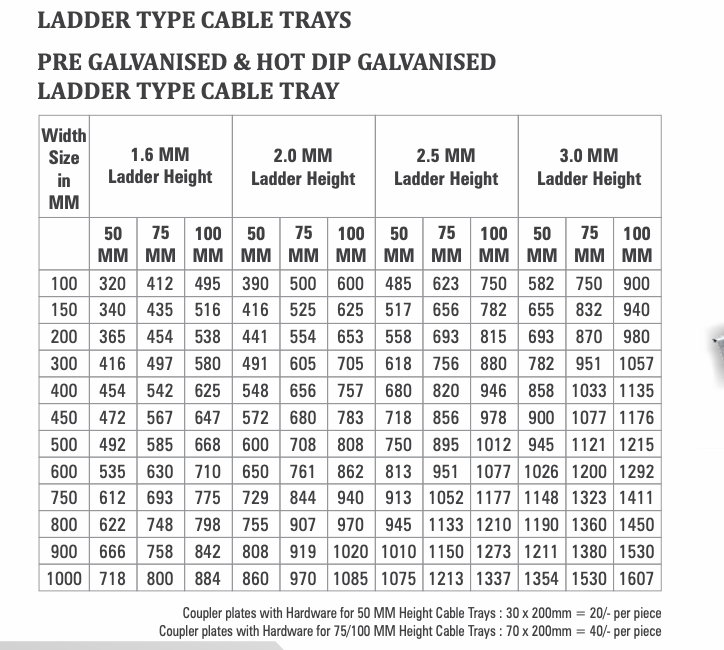 LADDER TYPE CABLE TRAYS
PRE GALVANISED & HOT DIP GALVANISED
LADDER TYPE CABLE TRAY
Width Size in MM 1.6 MM Ladder Height 2.0 MM Ladder Height 2.5 MM Ladder Height 3.0 MM Ladder Height
50 MM 75 MM 100 MM 50 MM 75 MM 100 MM 50 MM 75 MM 100 MM 50 MM 75 MM 100 MM
100 320 412 495 390 500 600 485 623 750 582 750 900
150 340 435 516 416 525 625 517 656 782 655 832 940
200 365 454 538 441 554 653 558 693 815 693 870 980
300 416 497 580 491 605 705 618 756 880 782 951 1057
400 454 542 625 548 656 757 680 820 946 858 1033 1135
450 472 567 647 572 680 783 718 856 978 900 1077 1176
500 492 585 668 600 708 808 750 895 1012 945 1121 1215
600 535 630 710 650 761 862 813 951 1077 1026 1200 1292
750 612 693 775 729 844 940 913 1052 1177 1148 1323 1411
800 622 748 798 755 907 970 945 1133 1210 1190 1360 1450
900 666 758 842 808 919 1020 1010 1150 1273 1211 1380 1530
1000 718 800 884 860 970 1085 1075 1213 1337 1354 1530 1607
Coupler plates with Hardware for 50 MM Height Cable Trays : 30 x 200mm = 20/- per piece
Coupler plates with Hardware for 75/100 MM Height Cable Trays : 70 x 200mm = 40/- per piece